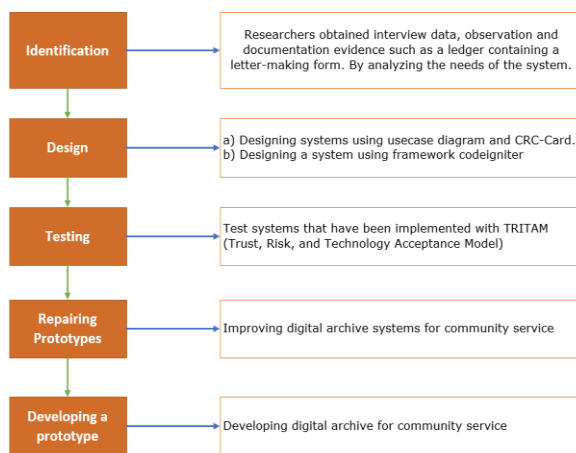 Identification
Researchers obtained interview data, observation and
documentation evidence such as a ledger containing a
letter-making form. By analyzing the needs of the system.
Design
a) Designing systems using usecase diagram and CRC-Card.
b) Designing a system using framework codeigniter
Testing
Test systems that have been implemented with TRITAM
(Trust, Risk, and Technology Acceptance Model)
Repairing
Prototypes
Improving digital archive systems for community service
Developing a
prototype
Developing digital archive for community service